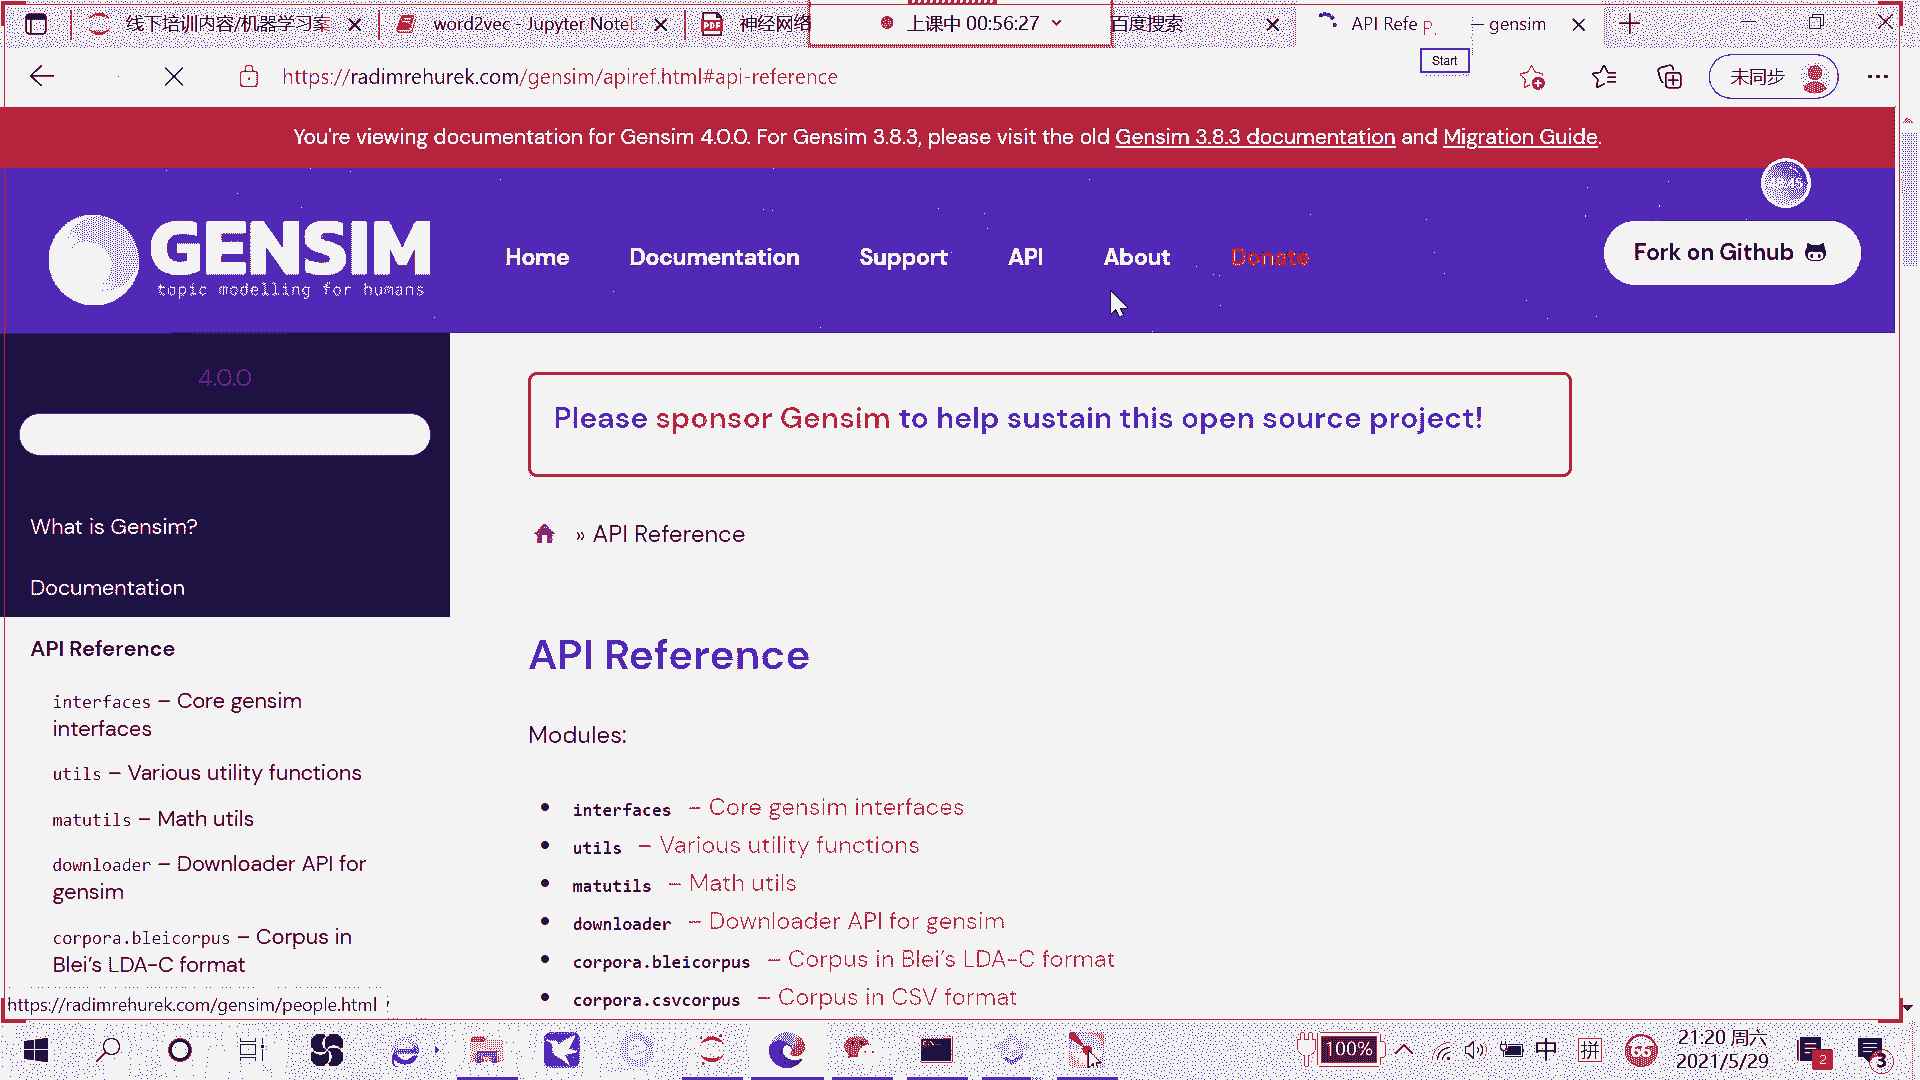 线下培训内容/机器学习案
word2vec - Jupyter Note
神经网络
上课中 00:56:27
百度搜索
API Refe
– gensim
Start
https://radimrehurek.com/gensim/apiref.html#api-reference
未同步
You're viewing documentation for Gensim 4.0.0. For Gensim 3.8.3, please visit the old Gensim 3.8.3 documentation and Migration Guide.
GENSIM
topic modelling for humans
Home
Documentation
Support
API
About
Donate
Fork on Github
4.0.0
What is Gensim?
Documentation
API Reference
interfaces – Core gensim
interfaces
utils – Various utility functions
matutils – Math utils
downloader – Downloader API for
gensim
corpora.bleicorpus – Corpus in
Blei's LDA-C format
Please sponsor Gensim to help sustain this open source project!
» API Reference
API Reference
Modules:
interfaces – Core gensim interfaces
utils – Various utility functions
matutils – Math utils
downloader – Downloader API for gensim
corpora.bleicorpus – Corpus in Blei's LDA-C format
corpora.csvcorpus – Corpus in CSV format
https://radimrehurek.com/gensim/people.html
100%
中
拼
66
21:20 周六
2021/5/29
2
3